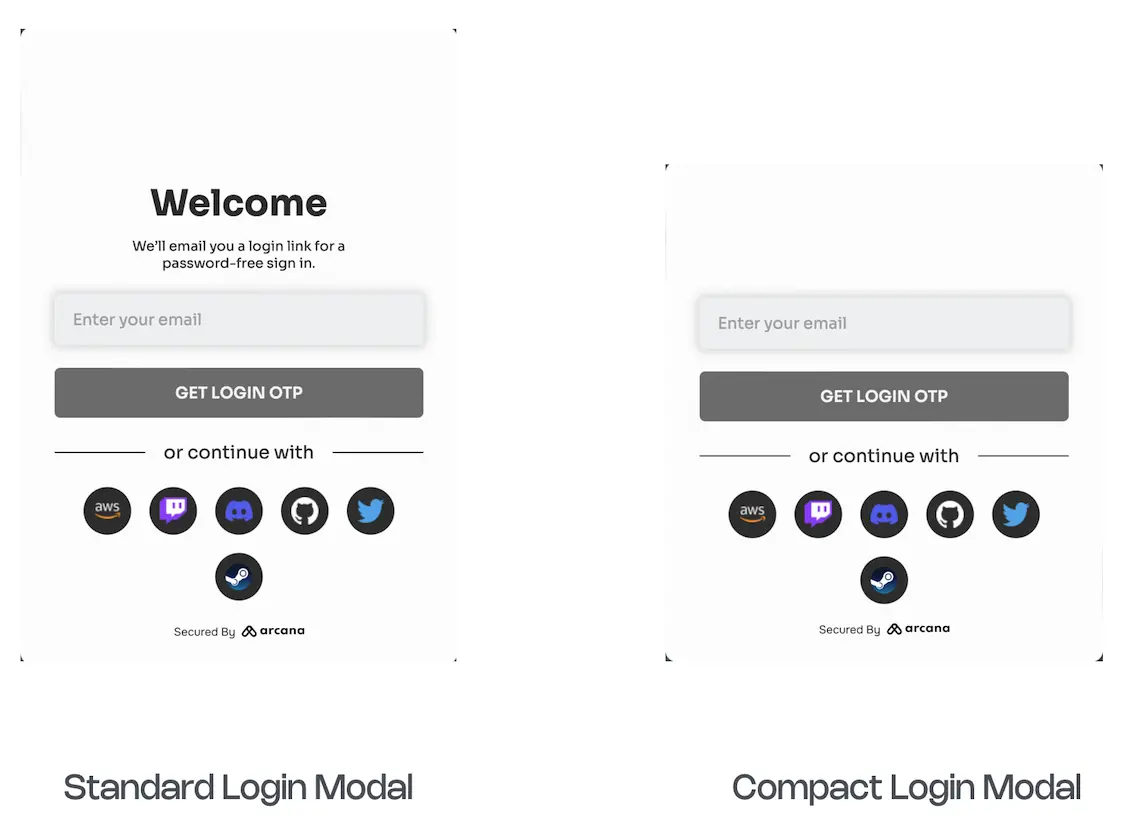 Welcome
We'll email you a login link for a
password-free sign in.
Enter your email
GET LOGIN OTP
or continue with
aws
Secured By arcana
Standard Login Modal
Enter your email
GET LOGIN OTP
or continue with
aws
Secured By arcana
Compact Login Modal